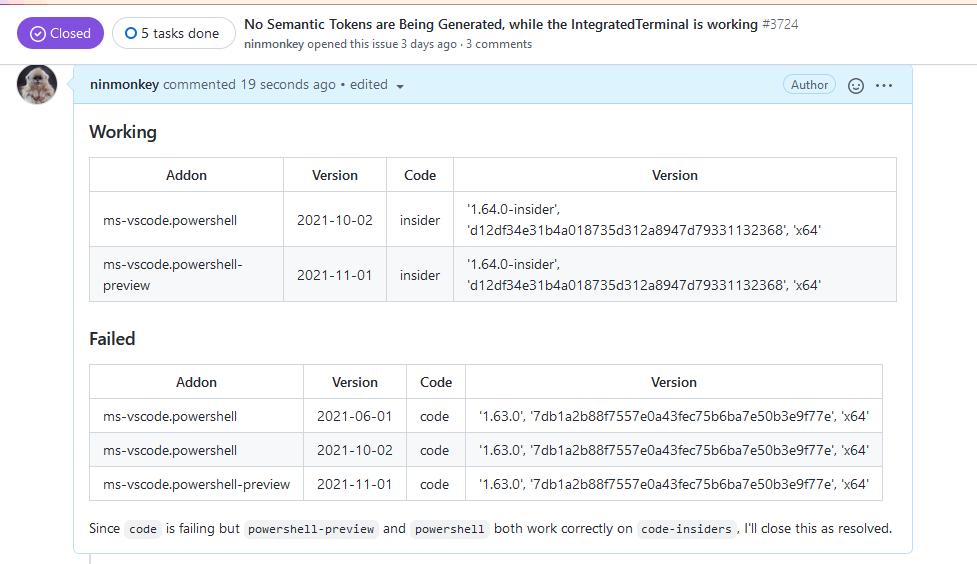 Closed
5 tasks done
No Semantic Tokens are Being Generated, while the IntegratedTerminal is working #3724
ninmonkey opened this issue 3 days ago · 3 comments
ninmonkey commented 19 seconds ago • edited
Author
Working
Addon Version Code Version
ms-vscode.powershell 2021-10-02 insider '1.64.0-insider',
'd12df34e31b4a018735d312a8947d79331132368', 'x64'
ms-vscode.powershell-
preview 2021-11-01 insider '1.64.0-insider',
'd12df34e31b4a018735d312a8947d79331132368', 'x64'
Failed
Addon Version Code Version
ms-vscode.powershell 2021-06-01 code '1.63.0', '7db1a2b88f7557e0a43fec75b6ba7e50b3e9f77e', 'x64'
ms-vscode.powershell 2021-10-02 code '1.63.0', '7db1a2b88f7557e0a43fec75b6ba7e50b3e9f77e', 'x64'
ms-vscode.powershell-preview 2021-11-01 code '1.63.0', '7db1a2b88f7557e0a43fec75b6ba7e50b3e9f77e', 'x64'
Since code is failing but powershell-preview and powershell both work correctly on code-insiders, I'll close this as resolved.